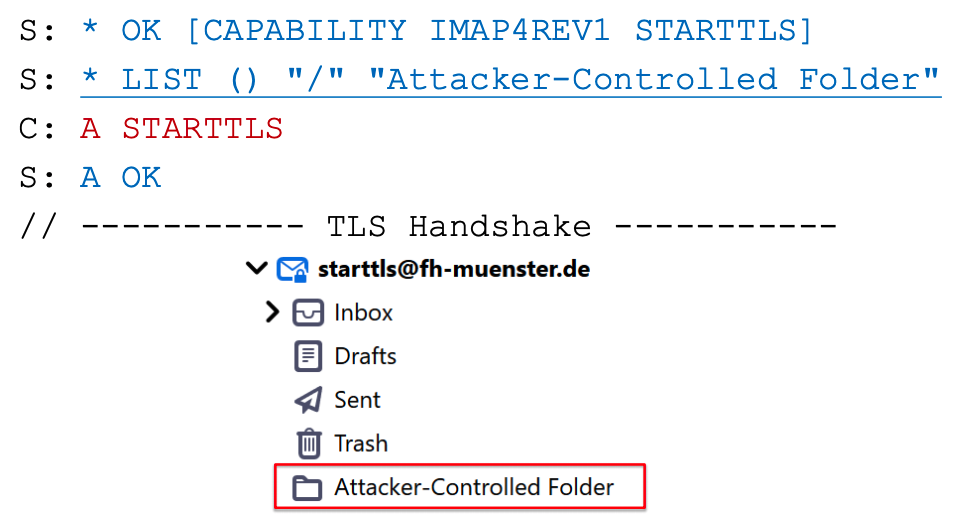 S: * OK [CAPABILITY IMAP4REV1 STARTTLS]
S: * LIST () "/" "Attacker-Controlled Folder"
C: A STARTTLS
S: A OK
// ----------- TLS Handshake -----------
starttls@fh-muenster.de
Inbox
Drafts
Sent
Trash
Attacker-Controlled Folder